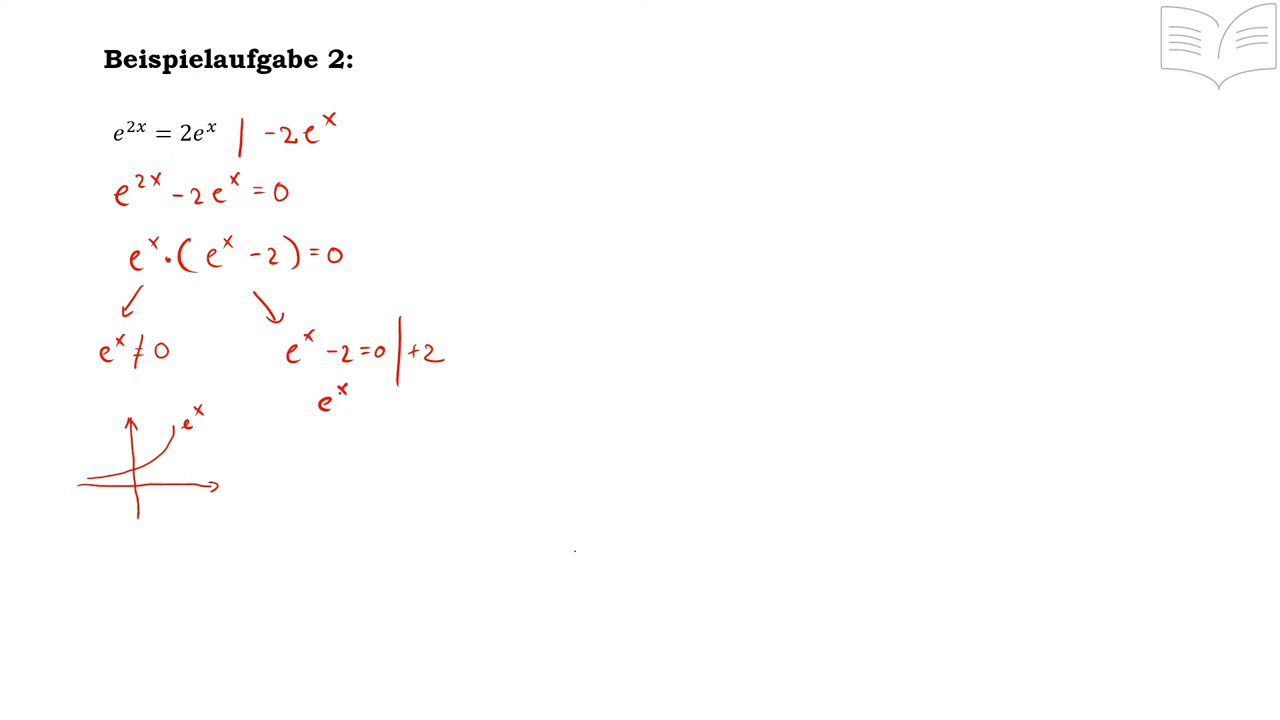 Beispielaufgabe 2:
e^{2x} = 2e^x | -2e^x
e^{2x} - 2e^x = 0
e^x · (e^x - 2) = 0
e^x ≠ 0
e^x - 2 = 0 | +2
e^x
e^x